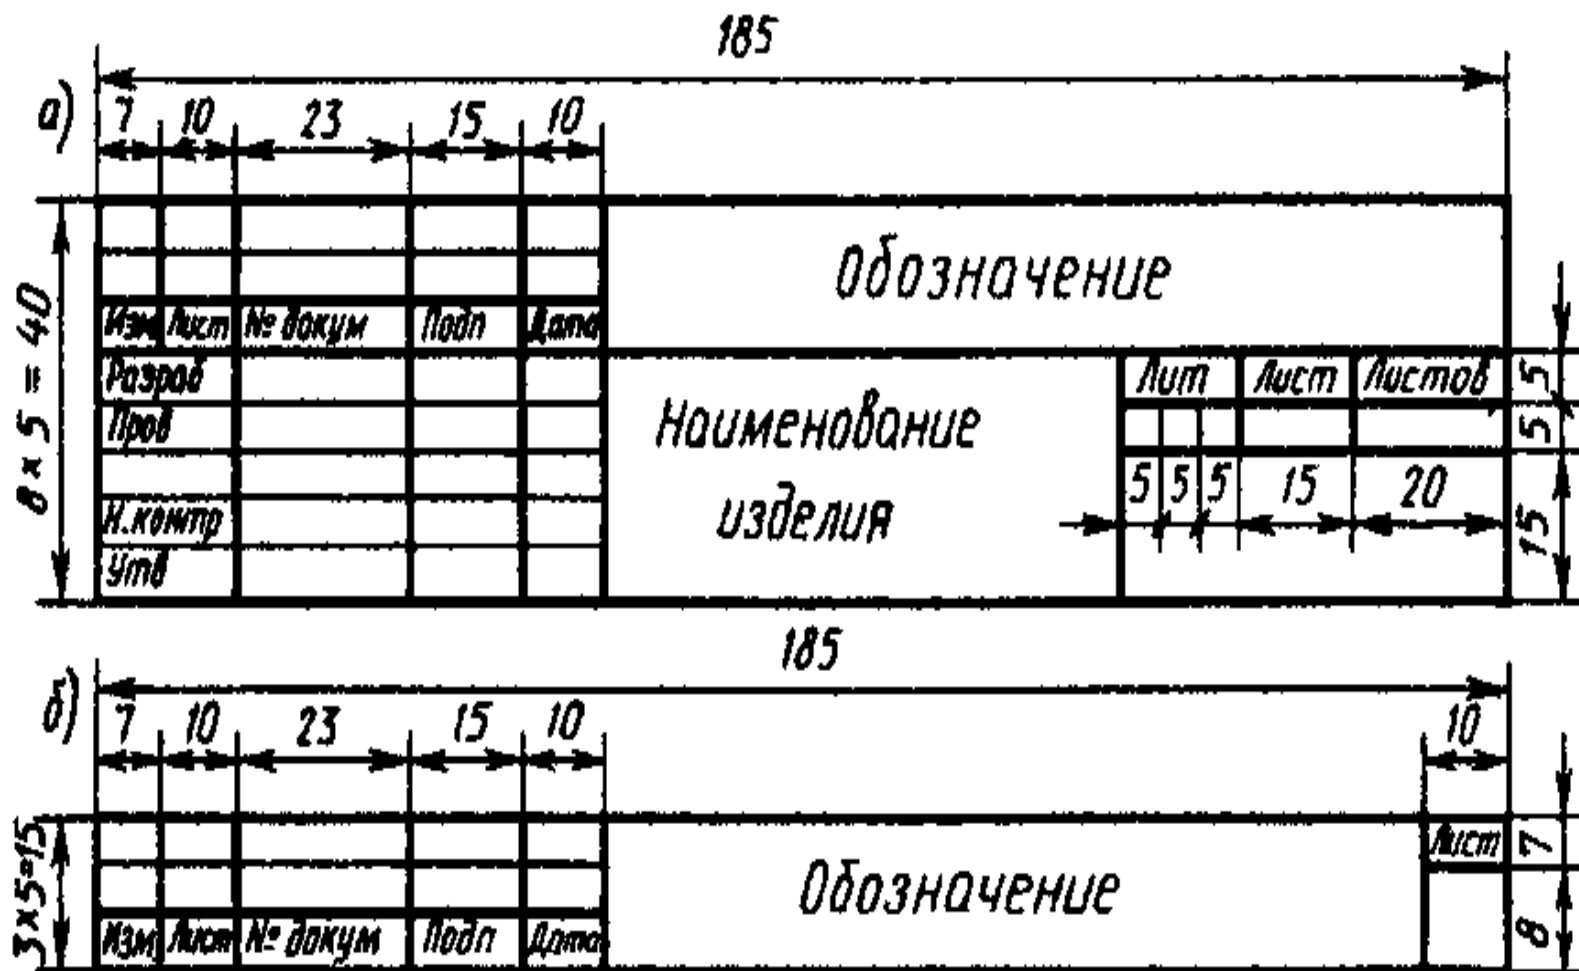 185
а) 7 10 23 15 10
8 × 5 = 40
Обозначение
Изм Лист № докум Подп Дата
Разраб
Пров
Н.контр
Утв
Наименование
изделия
Лит Лист Листов
5
5
5 5 5 15 20
15
185
б) 7 10 23 15 10 10
3×5=15
Обозначение
Лист
7
8
Изм Лист № докум Подп Дата